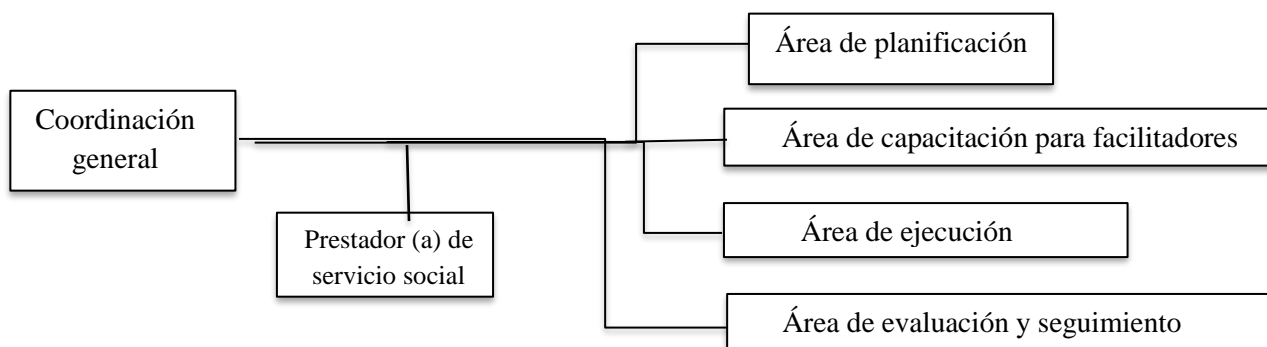 Coordinación
general
Prestador (a) de
servicio social
Área de planificación
Área de capacitación para facilitadores
Área de ejecución
Área de evaluación y seguimiento